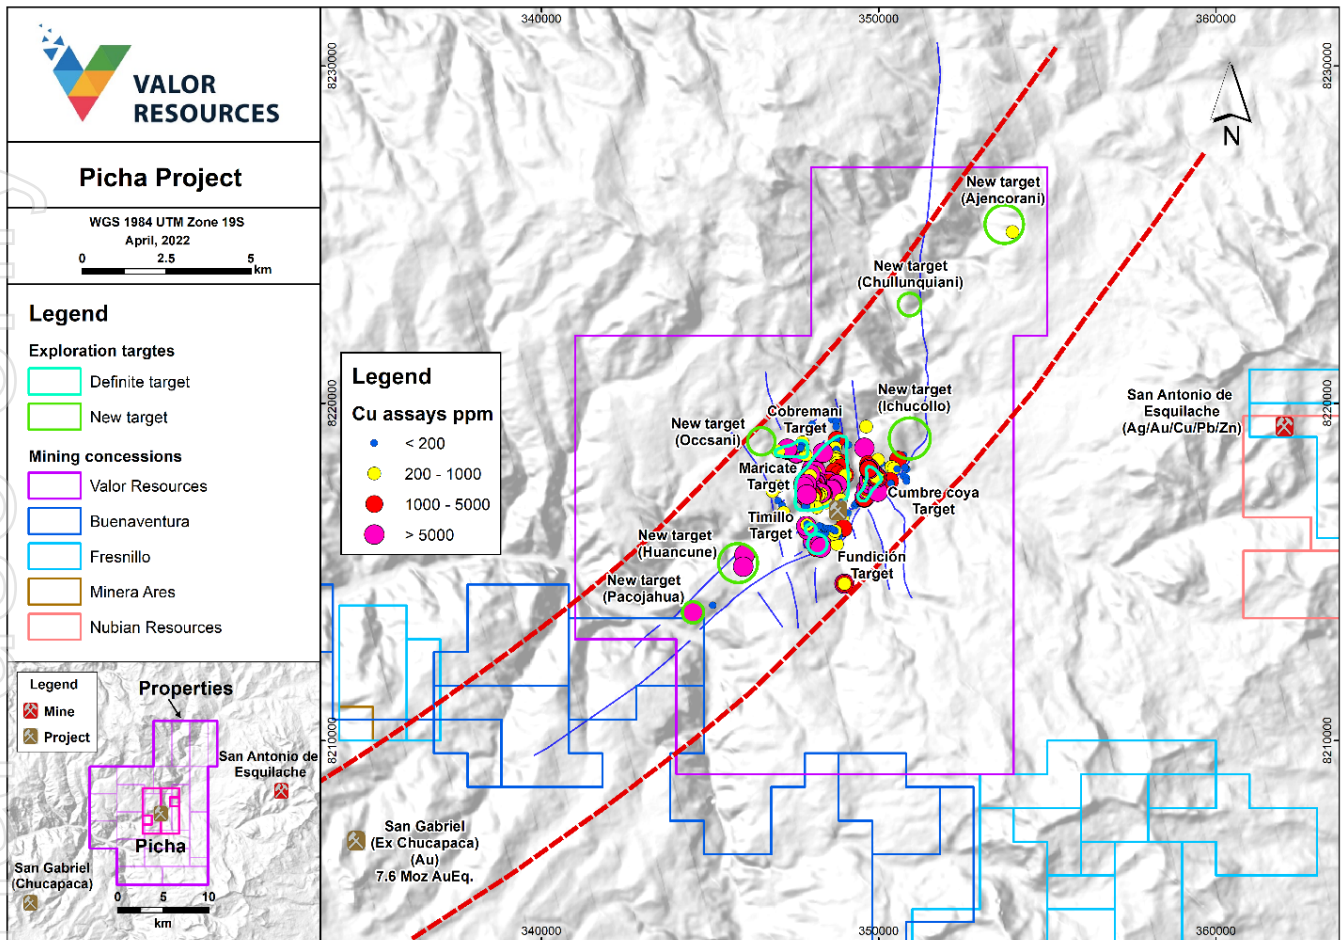 VALOR
RESOURCES
Picha Project
WGS 1984 UTM Zone 19S
April, 2022
0 2.5 5
km
Legend
Exploration targtes
Definite target
New target
Mining concessions
Valor Resources
Buenaventura
Fresnillo
Minera Ares
Nubian Resources
Legend
Mine
Project
Properties
San Antonio de
Esquilache
Picha
San Gabriel
(Chucapaca)
0 5 10
km
340000
350000
360000
8230000
8230000
8220000
8220000
8210000
8210000
340000
350000
360000
N
Legend
Cu assays ppm
< 200
200 - 1000
1000 - 5000
> 5000
New target
(Ajencorani)
New target
(Chullunquiani)
New target
(Ichucollo)
Cobremani
Target
New target
(Occsani)
Maricate
Target
Cumbre coya
Target
Timillo
Target
New target
(Huancune)
Fundición
Target
New target
(Pacojahua)
San Antonio de
Esquilache
(Ag/Au/Cu/Pb/Zn)
San Gabriel
(Ex Chucapaca)
(Au)
7.6 Moz AuEq.